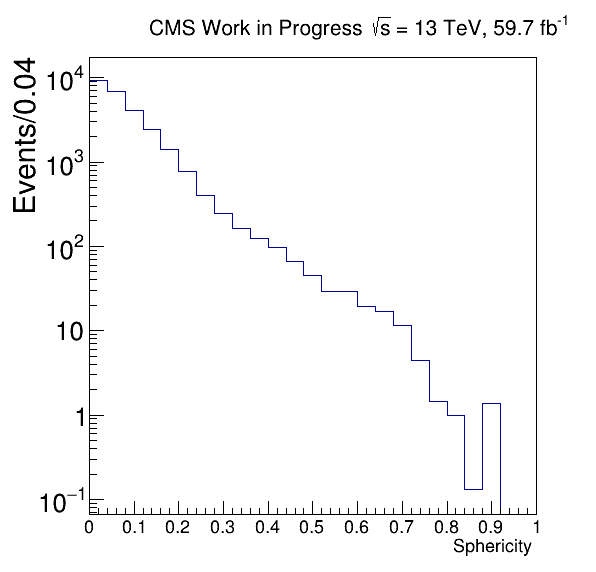 CMS Work in Progress √s = 13 TeV, 59.7 fb⁻¹
Events/0.04
10⁴
10³
10²
10
1
10⁻¹
0 0.1 0.2 0.3 0.4 0.5 0.6 0.7 0.8 0.9 1
Sphericity